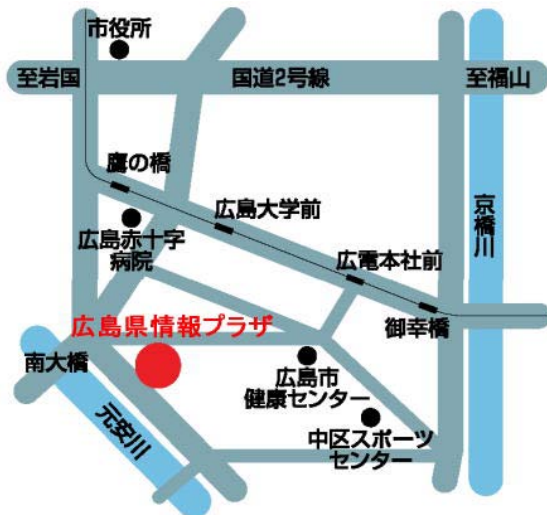 市役所
至岩国
国道2号線
至福山
鷹の橋
広島大学前
京橋川
広島赤十字
病院
広電本社前
御幸橋
広島県情報プラザ
南大橋
広島市
健康センター
元安川
中区スポーツ
センター